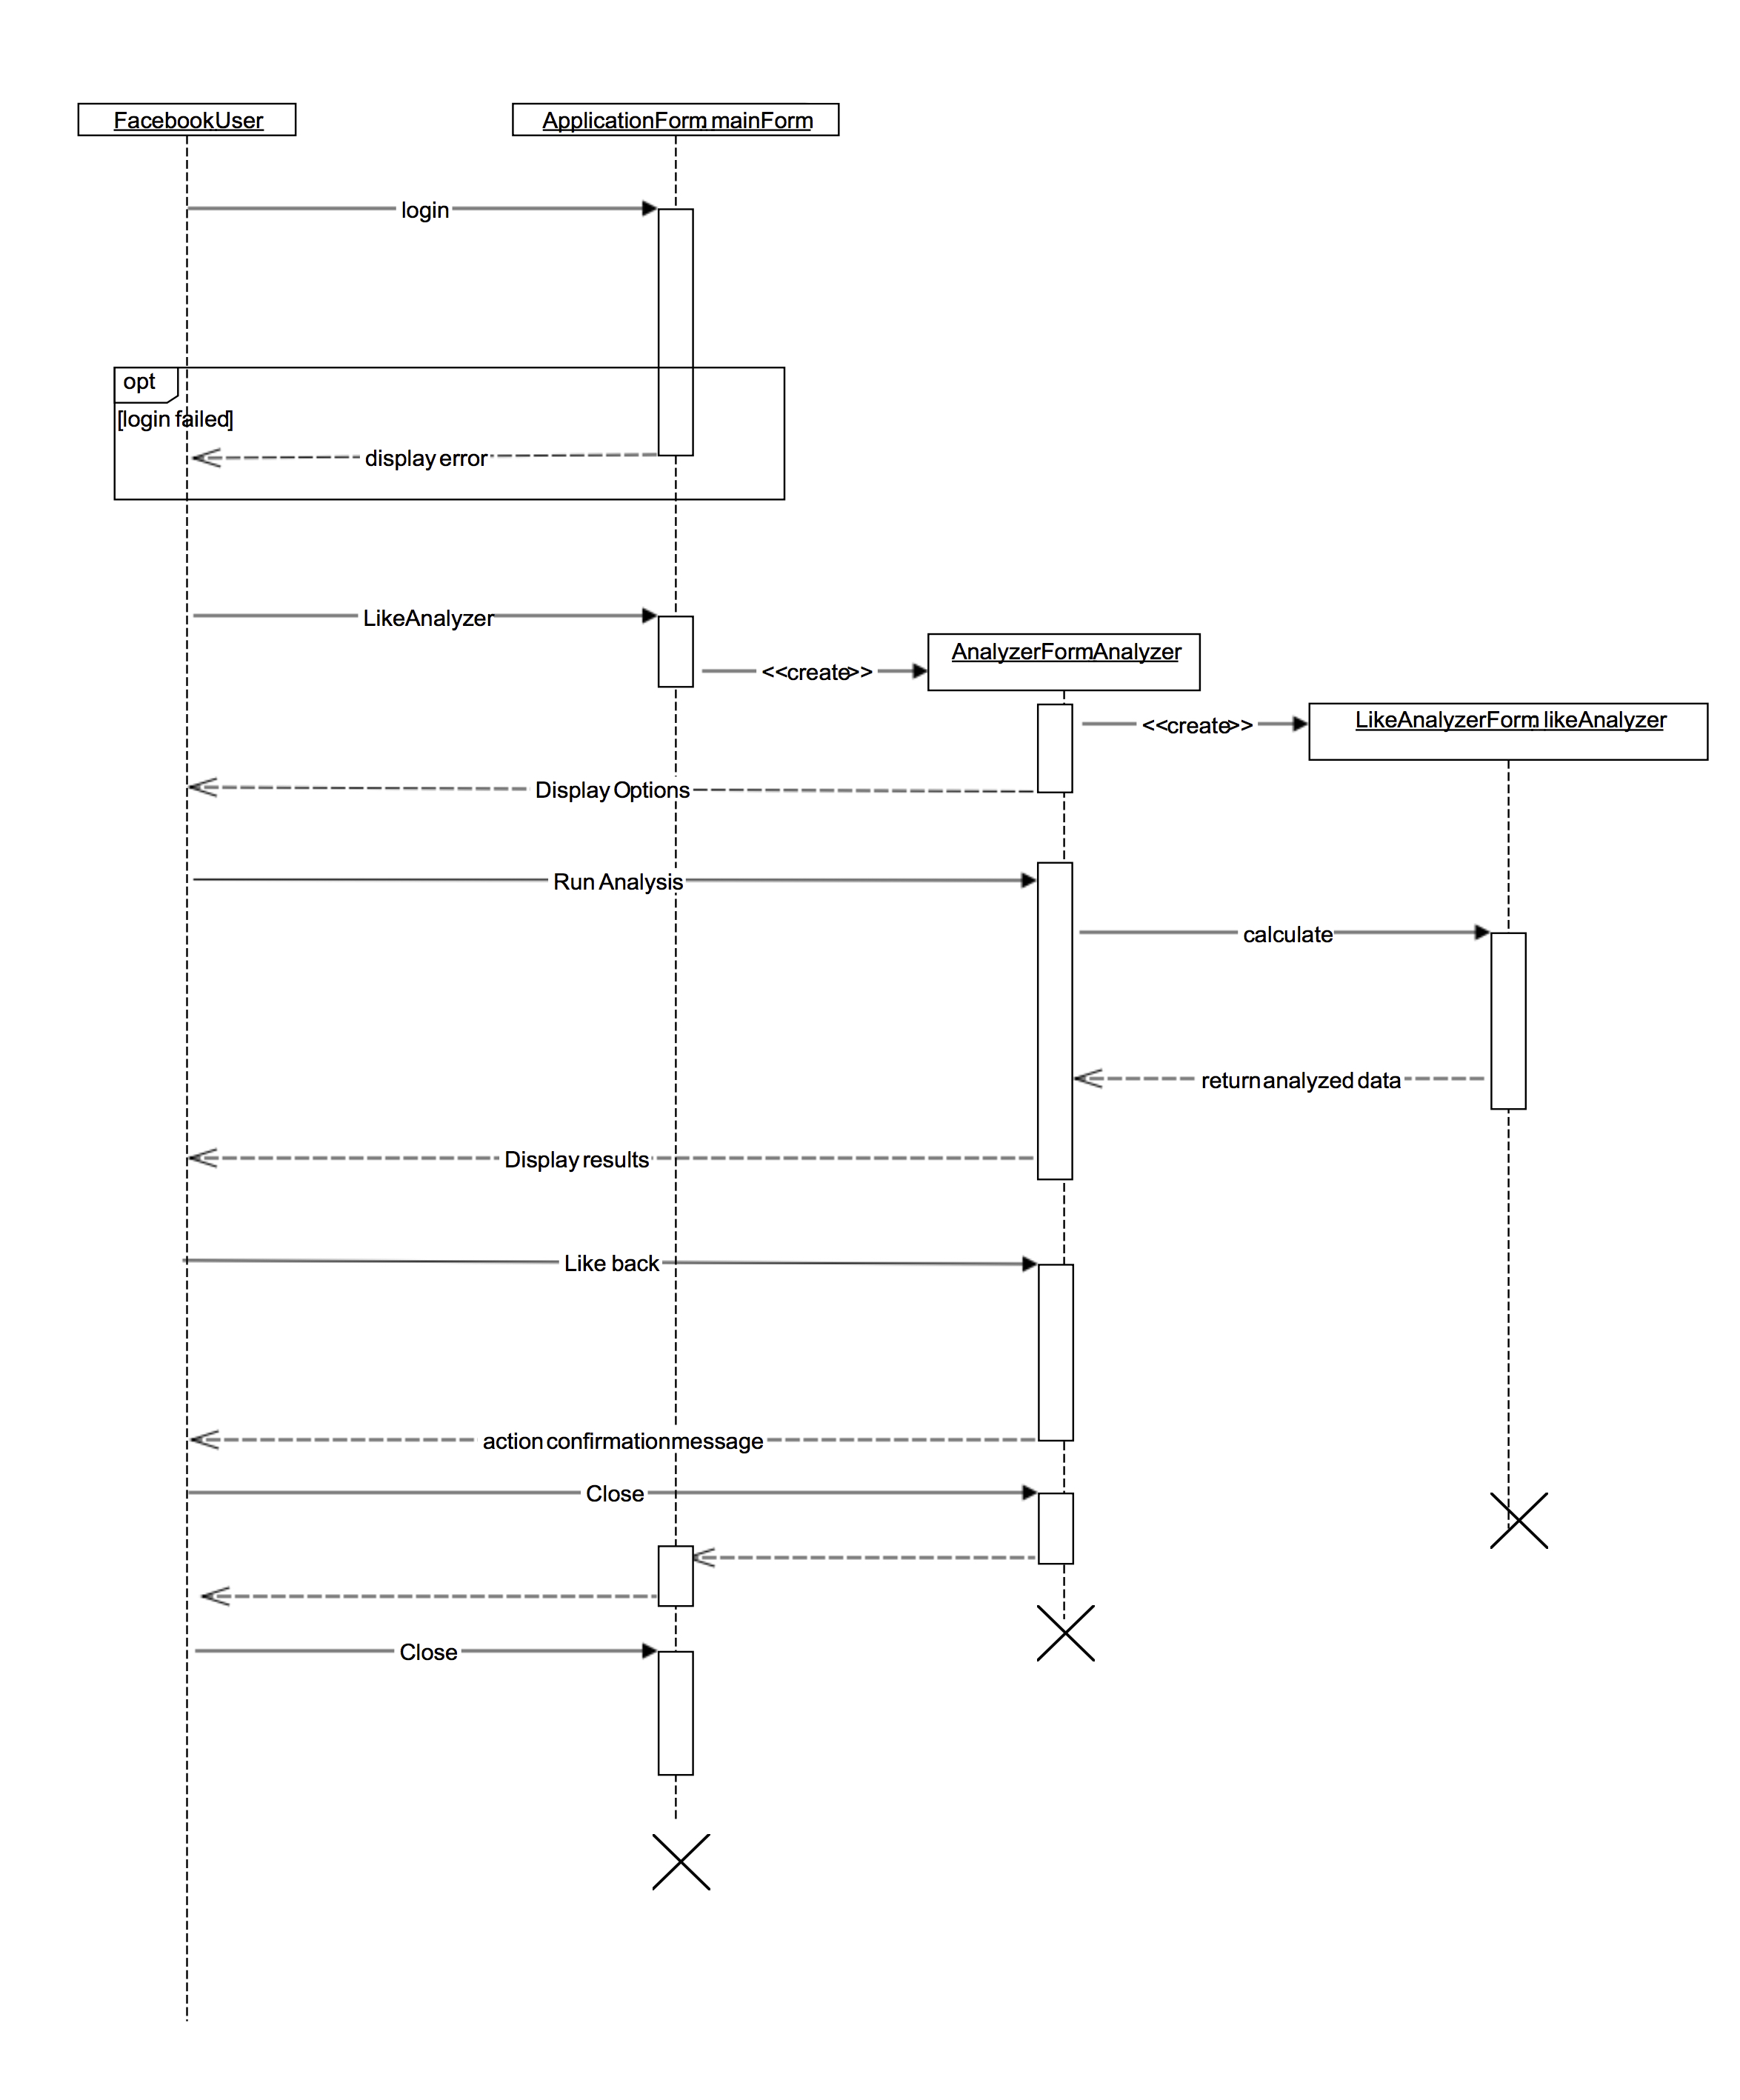 FacebookUser
ApplicationForm: mainForm
login
opt
[login failed]
display error
LikeAnalyzer
<<create>>
AnalyzerFormAnalyzer
<<create>>
LikeAnalyzerForm: likeAnalyzer
Display Options
Run Analysis
calculate
return analyzed data
Display results
Like back
action confirmation message
Close
Close